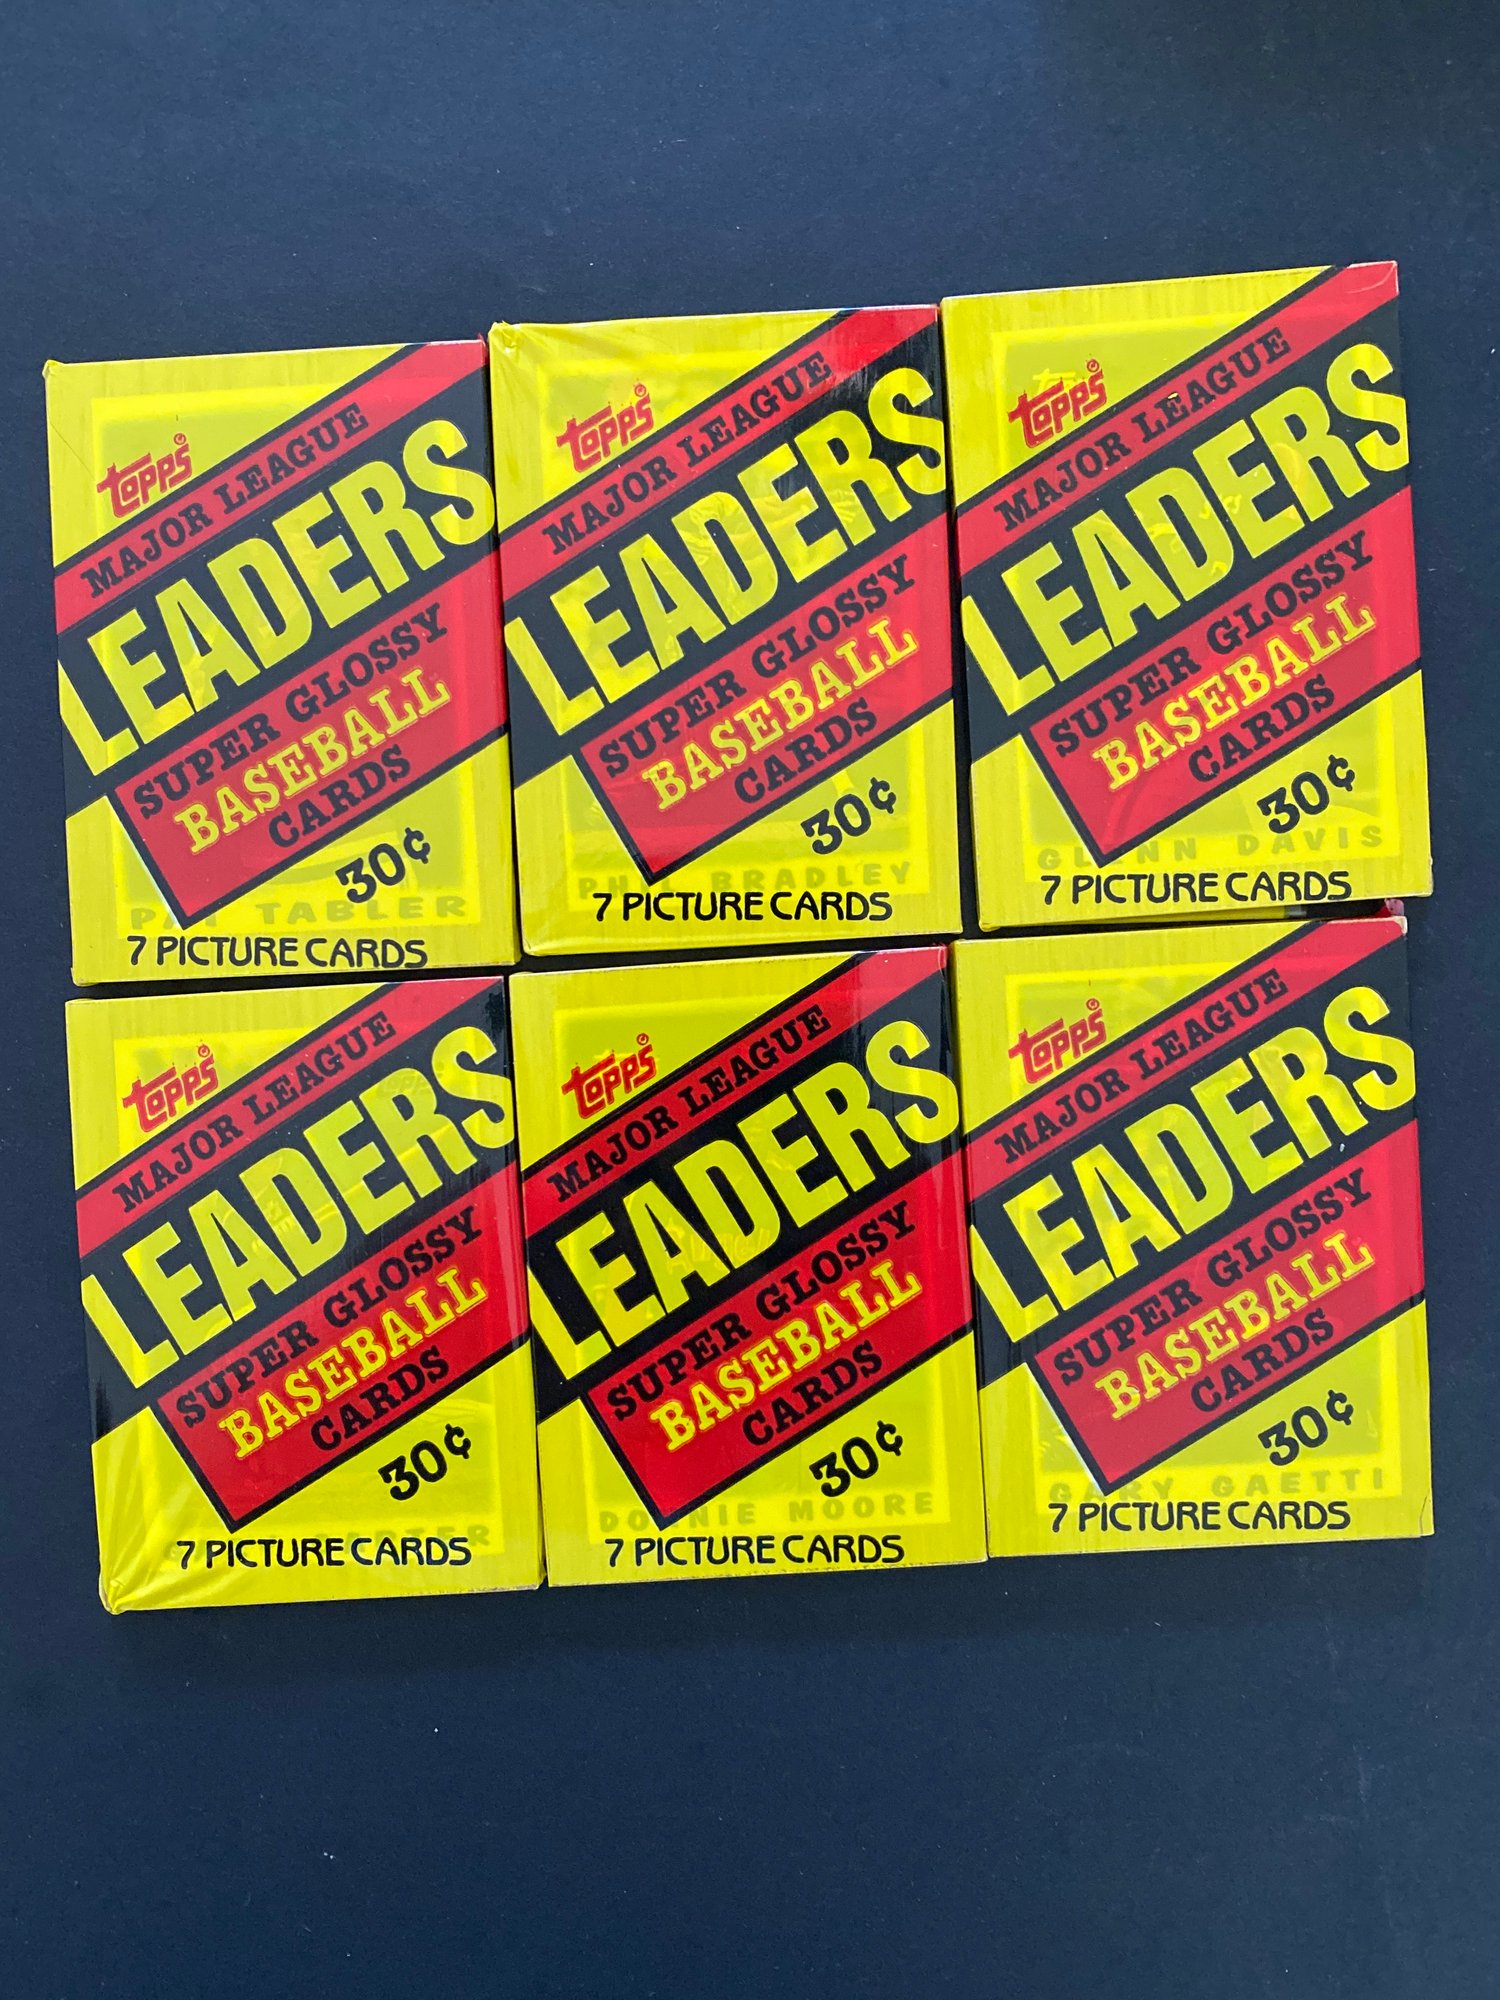 topps
MAJOR LEAGUE
LEADERS
SUPER GLOSSY
BASEBALL
CARDS
30¢
PAT TABLER
7 PICTURE CARDS
topps
MAJOR LEAGUE
LEADERS
SUPER GLOSSY
BASEBALL
CARDS
30¢
PHIL BRADLEY
7 PICTURE CARDS
topps
MAJOR LEAGUE
LEADERS
SUPER GLOSSY
BASEBALL
CARDS
30¢
GLENN DAVIS
7 PICTURE CARDS
topps
MAJOR LEAGUE
LEADERS
SUPER GLOSSY
BASEBALL
CARDS
30¢
7 PICTURE CARDS
topps
MAJOR LEAGUE
LEADERS
SUPER GLOSSY
BASEBALL
CARDS
30¢
DONNIE MOORE
7 PICTURE CARDS
topps
MAJOR LEAGUE
LEADERS
SUPER GLOSSY
BASEBALL
CARDS
30¢
GARY GAETTI
7 PICTURE CARDS